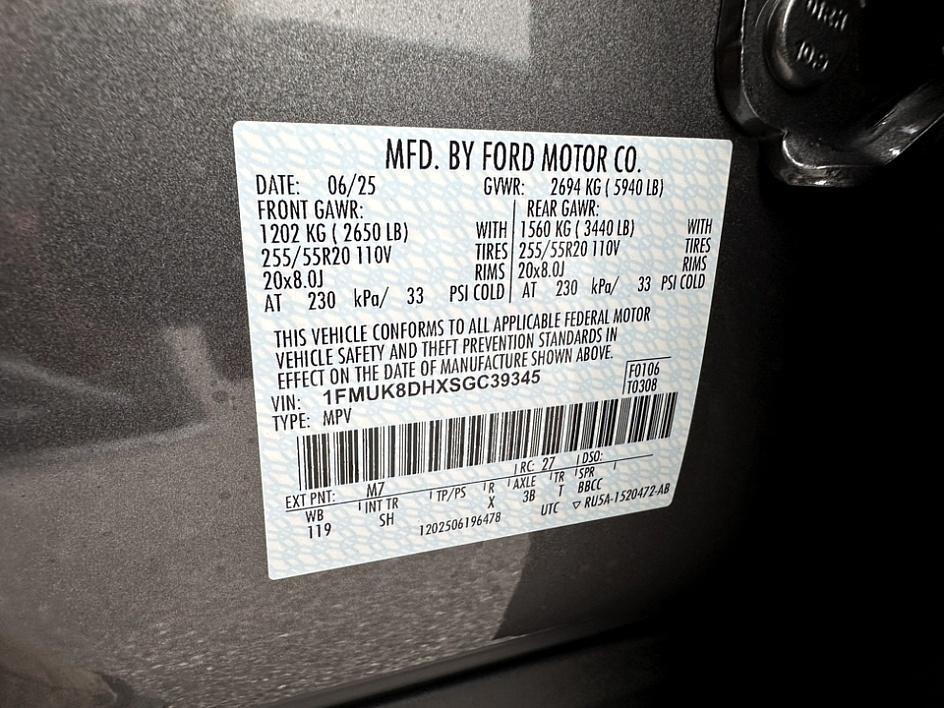 MFD. BY FORD MOTOR CO.
DATE: 06/25 GVWR: 2694 KG ( 5940 LB)
FRONT GAWR: REAR GAWR:
1202 KG ( 2650 LB) WITH 1560 KG ( 3440 LB) WITH
255/55R20 110V TIRES 255/55R20 110V TIRES
20x8.0J RIMS 20x8.0J RIMS
AT 230 kPa/ 33 PSI COLD AT 230 kPa/ 33 PSI COLD
THIS VEHICLE CONFORMS TO ALL APPLICABLE FEDERAL MOTOR
VEHICLE SAFETY AND THEFT PREVENTION STANDARDS IN
EFFECT ON THE DATE OF MANUFACTURE SHOWN ABOVE.
VIN: 1FMUK8DHXSGC39345 F0106
TYPE: MPV T0308
EXT PNT: M7 RC: 27 DSO:
WB INT TR TP/PS R AXLE TR SPR
119 SH X 3B T BBCC
1202506196478 UTC ▽ RU5A-1520472-AB
10.9